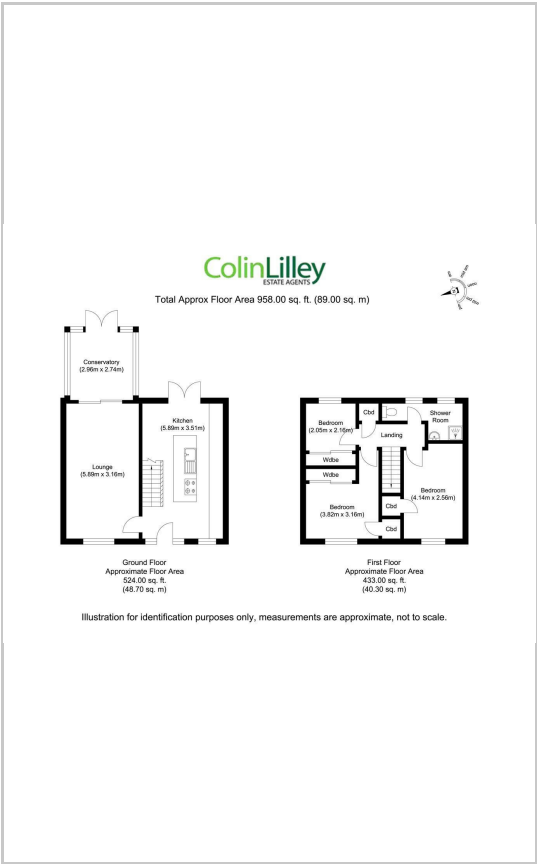 ColinLilley
ESTATE AGENTS
Total Approx Floor Area 958.00 sq. ft. (89.00 sq. m)
Conservatory
(2.96m x 2.74m)
Kitchen
(5.89m x 3.51m)
Lounge
(5.89m x 3.16m)
Ground Floor
Approximate Floor Area
524.00 sq. ft.
(48.70 sq. m)
Bedroom
(2.05m x 2.16m)
Cbd
Shower
Room
Landing
Wdbe
Wdbe
Bedroom
(3.82m x 3.16m)
Bedroom
(4.14m x 2.56m)
Cbd
Cbd
First Floor
Approximate Floor Area
433.00 sq. ft.
(40.30 sq. m)
Illustration for identification purposes only, measurements are approximate, not to scale.